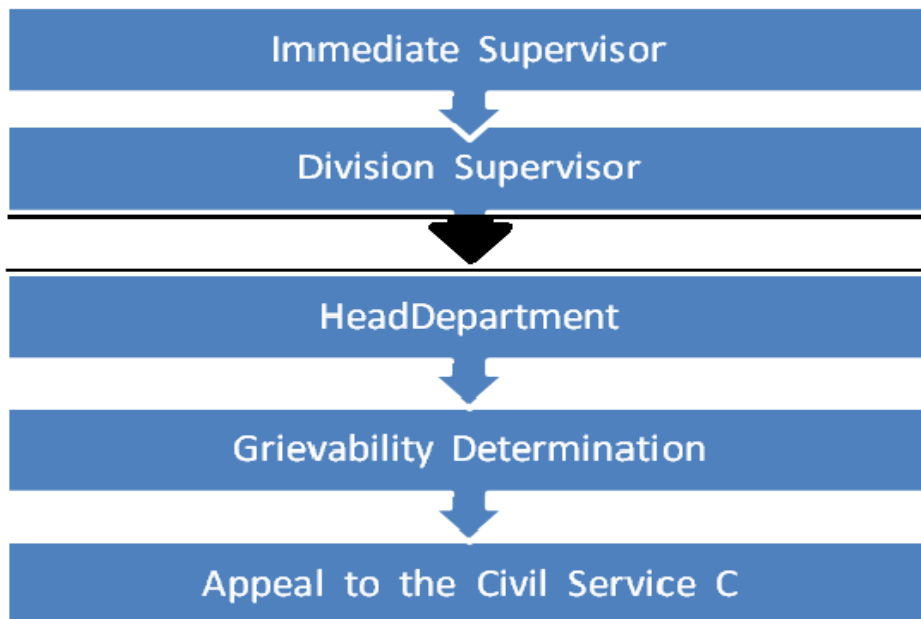 Immediate Supervisor
Division Supervisor
HeadDepartment
Grievability Determination
Appeal to the Civil Service C